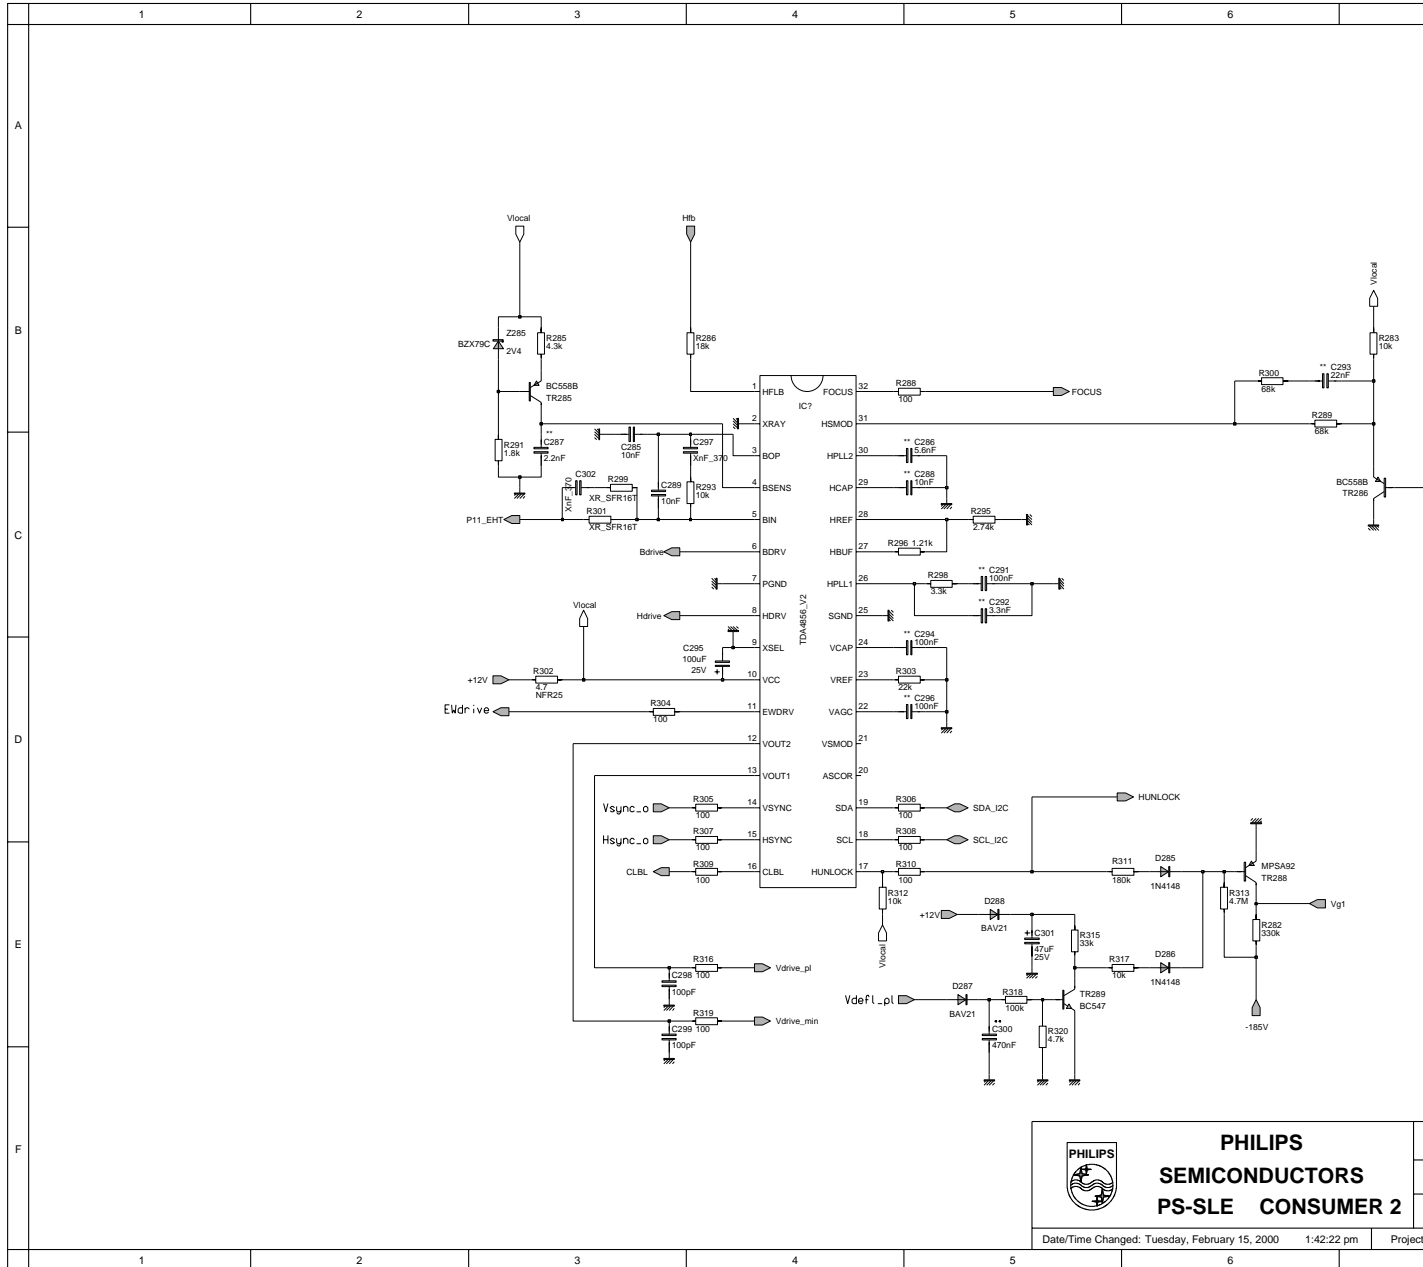 1 2 3 4 5 6
A
B
C
D
E
F
Vlocal
Hfb
Vlocal
BZX79C
Z285
2V4
R285
4.3k
BC558B
TR285
R291
1.8k
**
C287
2.2nF
R286
18k
C285
10nF
C297
XnF_370
C302
XnF_370
R299
XR_SFR16T
R301
XR_SFR16T
C289
10nF
R293
10k
P11_EHT
Bdrive
Hdrive
Vlocal
C295
100uF
25V
+
+12V
R302
4.7
NFR25
EWdrive
R304
100
Vsync_o
R305
100
Hsync_o
R307
100
CLBL
R309
100
R316
100
Vdrive_pl
C298
100pF
R319
100
Vdrive_min
C299
100pF
IC?
TDA4856_V2
1 HFLB
2 XRAY
3 BOP
4 BSENS
5 BIN
6 BDRV
7 PGND
8 HDRV
9 XSEL
10 VCC
11 EWDRV
12 VOUT2
13 VOUT1
14 VSYNC
15 HSYNC
16 CLBL
FOCUS 32
HSMOD 31
HPLL2 30
HCAP 29
HREF 28
HBUF 27
HPLL1 26
SGND 25
VCAP 24
VREF 23
VAGC 22
VSMOD 21
ASCOR 20
SDA 19
SCL 18
HUNLOCK 17
R288
100
FOCUS
** C286
5.6nF
** C288
10nF
R295
2.74k
R296 1.21k
R298
3.3k
** C291
100nF
** C292
3.3nF
** C294
100nF
R303
22k
** C296
100nF
R306
100
SDA_I2C
R308
100
SCL_I2C
R310
100
R312
10k
Vlocal
HUNLOCK
R300
68k
** C293
22nF
R289
68k
R283
10k
BC558B
TR286
R311
180k
D285
1N4148
MPSA92
TR288
R313
4.7M
Vg1
R282
330k
-185V
+12V
D288
BAV21
+ C301
47uF
25V
R315
33k
R317
10k
D286
1N4148
Vdefl_pl
D287
BAV21
R318
100k
TR289
BC547
**
C300
470nF
R320
4.7k
PHILIPS
PHILIPS
SEMICONDUCTORS
PS-SLE CONSUMER 2
Date/Time Changed: Tuesday, February 15, 2000 1:42:22 pm Project
1 2 3 4 5 6